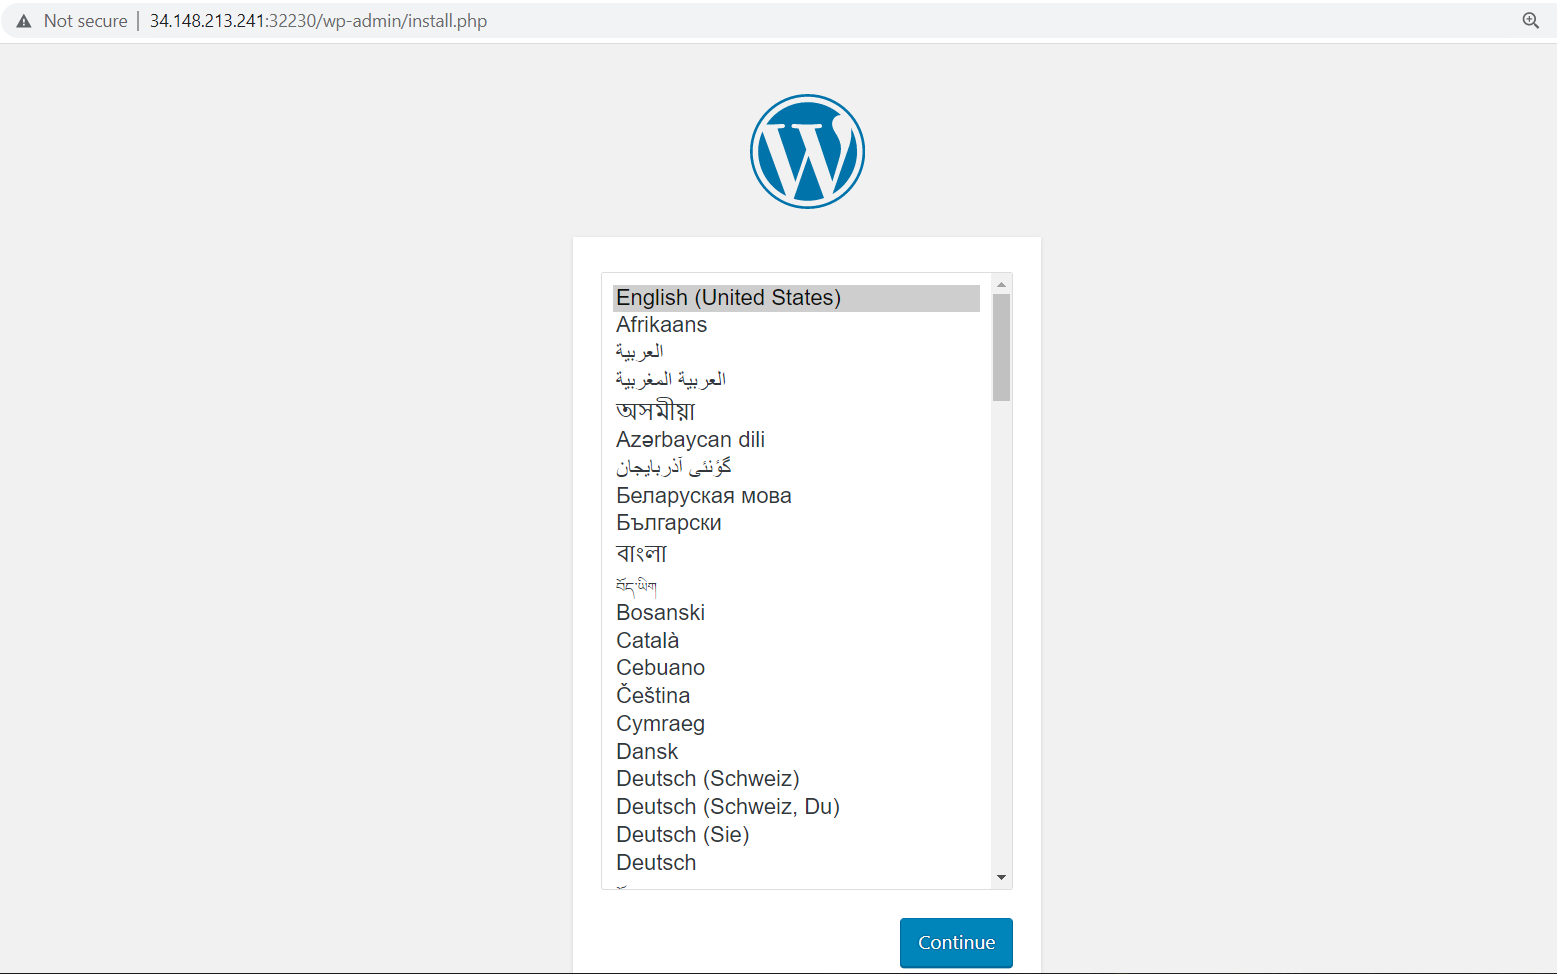 Not secure 34.148.213.241:32230/wp-admin/install.php
English (United States)
Afrikaans
العربية
العربية المغربية
অসমীয়া
Azərbaycan dili
گؤنئی آذربایجان
Беларуская мова
Български
বাংলা
བོད་ཡིག
Bosanski
Català
Cebuano
Čeština
Cymraeg
Dansk
Deutsch (Schweiz)
Deutsch (Schweiz, Du)
Deutsch (Sie)
Deutsch
Continue